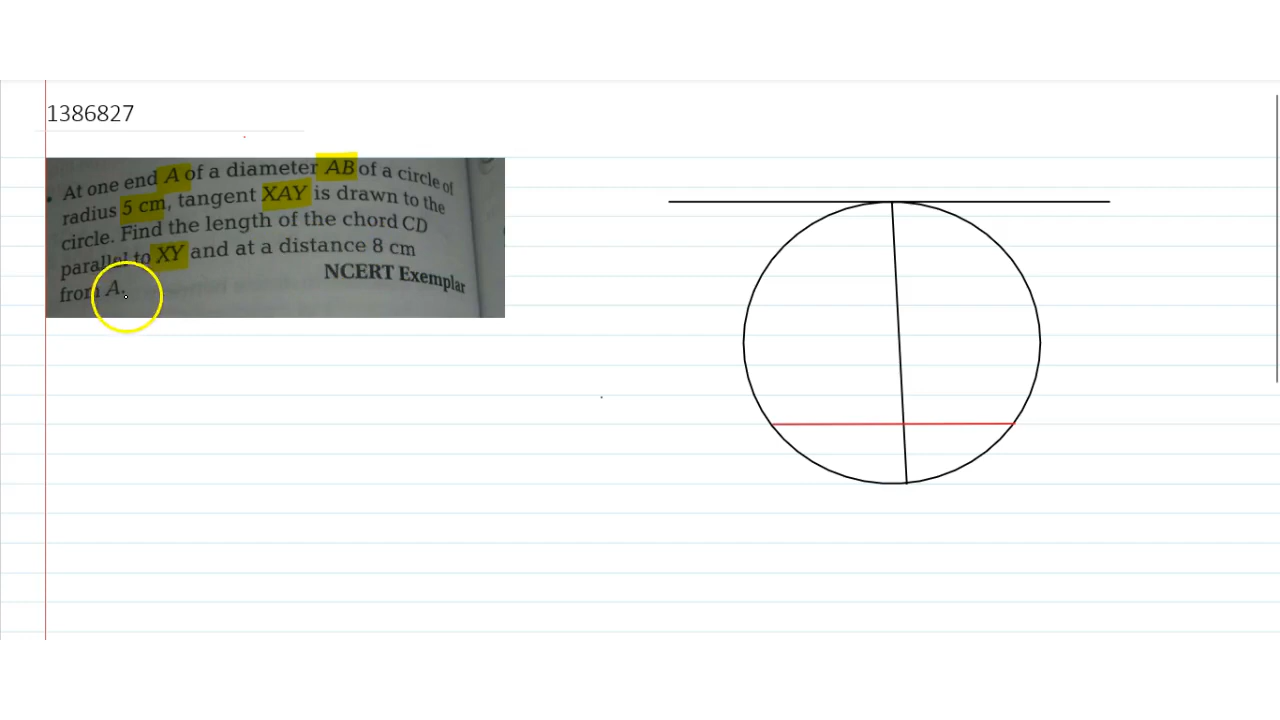 1386827
At one end A of a diameter AB of a circle of
radius 5 cm, tangent XAY is drawn to the
circle. Find the length of the chord CD
parallel to XY and at a distance 8 cm
from A.
NCERT Exemplar